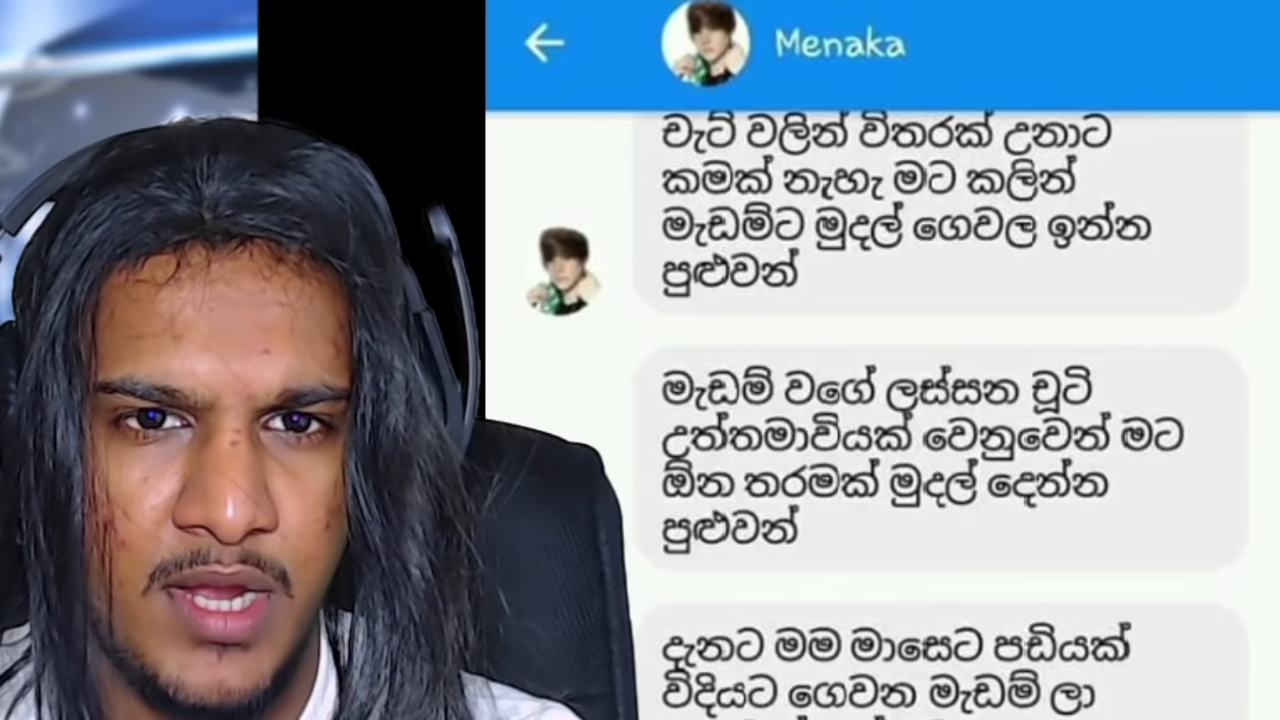 Menaka
චැට් වලින් විතරක් උනාට
කමක් නැහැ මට කලින්
මැඩම්ට මුදල් ගෙවල ඉන්න
පුළුවන්
මැඩම් වගේ ලස්සන චූටි
උත්තමාවියක් වෙනුවෙන් මට
ඕන තරමක් මුදල් දෙන්න
පුළුවන්
දැනට මම මාසෙට පඩියක්
විදියට ගෙවන මැඩම් ලා